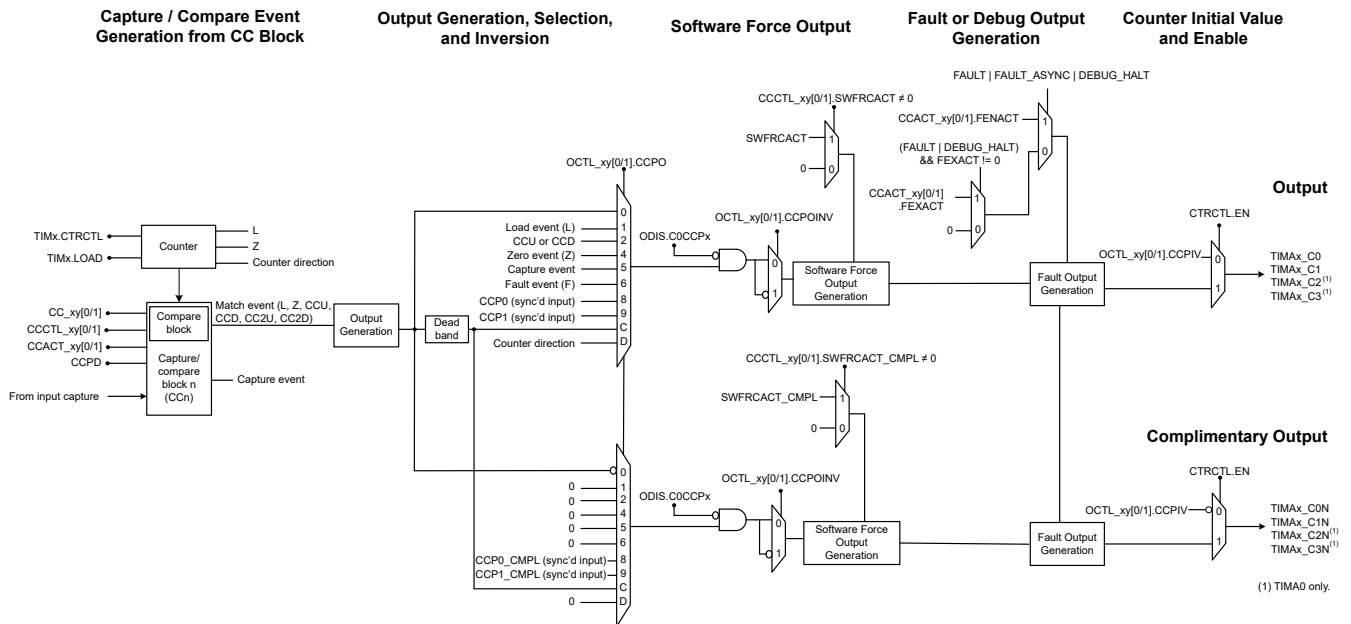 Capture / Compare Event
Generation from CC Block
Output Generation, Selection,
and Inversion
Software Force Output
Fault or Debug Output
Generation
Counter Initial Value
and Enable
TIMx.CTRCTL
TIMx.LOAD
Counter
L
Z
Counter direction
CC_xy[0/1]
CCCTL_xy[0/1]
CCACT_xy[0/1]
CCPD
From input capture
Compare
block
Capture/
compare
block n
(CCn)
Match event (L, Z, CCU,
CCD, CC2U, CC2D)
Capture event
Output
Generation
Dead
band
OCTL_xy[0/1].CCPO
Load event (L)
CCU or CCD
Zero event (Z)
Capture event
Fault event (F)
CCP0 (sync'd input)
CCP1 (sync'd input)
Counter direction
0
1
2
4
5
6
8
9
C
D
ODIS.C0CCPx
OCTL_xy[0/1].CCPOINV
0
1
CCCTL_xy[0/1].SWFRCACT ≠ 0
SWFRCACT
1
0
0
Software Force
Output
Generation
FAULT | FAULT_ASYNC | DEBUG_HALT
CCACT_xy[0/1].FENACT
1
0
(FAULT | DEBUG_HALT)
&& FEXACT != 0
CCACT_xy[0/1]
.FEXACT
1
0
0
Fault Output
Generation
Output
CTRCTL.EN
OCTL_xy[0/1].CCPIV
0
1
TIMAx_C0
TIMAx_C1
TIMAx_C2(1)
TIMAx_C3(1)
0
0
0
0
0
CCP0_CMPL (sync'd input)
CCP1_CMPL (sync'd input)
0
0
1
2
4
5
6
8
9
C
D
ODIS.C0CCPx
OCTL_xy[0/1].CCPOINV
0
1
CCCTL_xy[0/1].SWFRCACT_CMPL ≠ 0
SWFRCACT_CMPL
1
0
0
Software Force
Output
Generation
Fault Output
Generation
Complimentary Output
CTRCTL.EN
OCTL_xy[0/1].CCPIV
0
1
TIMAx_C0N
TIMAx_C1N
TIMAx_C2N(1)
TIMAx_C3N(1)
(1) TIMA0 only.